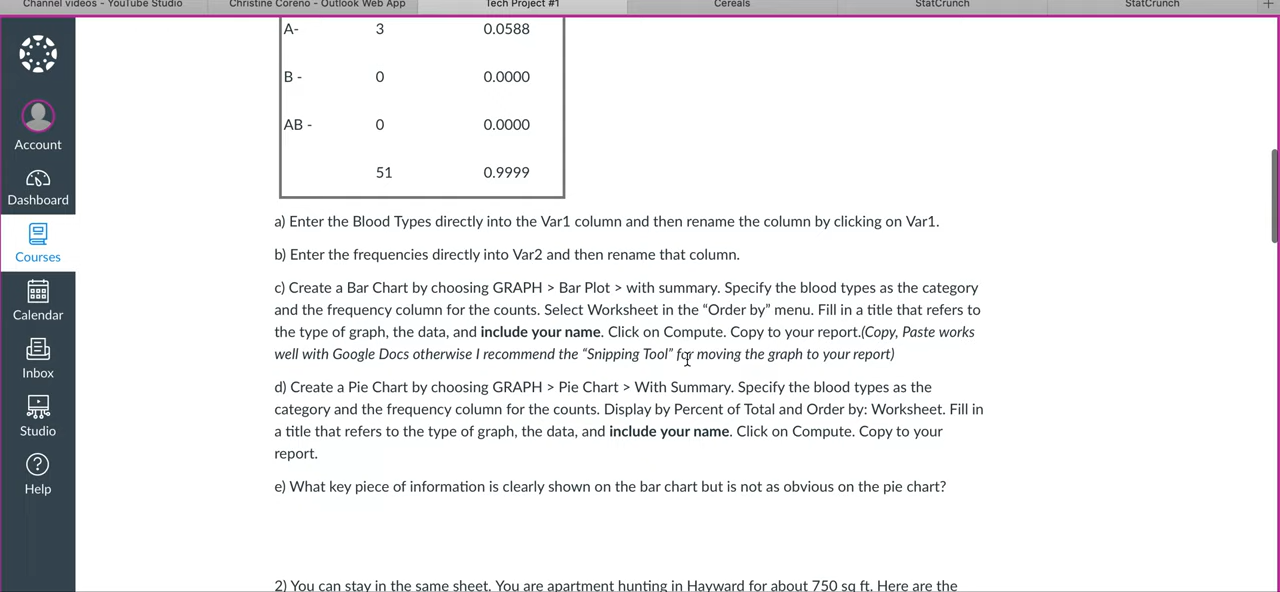 Channel videos - YouTube Studio
Christine Coreno - Outlook Web App
Tech Project #1
Cereals
StatCrunch
StatCrunch
Account
Dashboard
Courses
Calendar
Inbox
Studio
Help
A- 3 0.0588
B - 0 0.0000
AB - 0 0.0000
51 0.9999
a) Enter the Blood Types directly into the Var1 column and then rename the column by clicking on Var1.
b) Enter the frequencies directly into Var2 and then rename that column.
c) Create a Bar Chart by choosing GRAPH > Bar Plot > with summary. Specify the blood types as the category
and the frequency column for the counts. Select Worksheet in the “Order by” menu. Fill in a title that refers to
the type of graph, the data, and include your name. Click on Compute. Copy to your report.(Copy, Paste works
well with Google Docs otherwise I recommend the “Snipping Tool” for moving the graph to your report)
d) Create a Pie Chart by choosing GRAPH > Pie Chart > With Summary. Specify the blood types as the
category and the frequency column for the counts. Display by Percent of Total and Order by: Worksheet. Fill in
a title that refers to the type of graph, the data, and include your name. Click on Compute. Copy to your
report.
e) What key piece of information is clearly shown on the bar chart but is not as obvious on the pie chart?
2) You can stay in the same sheet. You are apartment hunting in Hayward for about 750 sq ft. Here are the